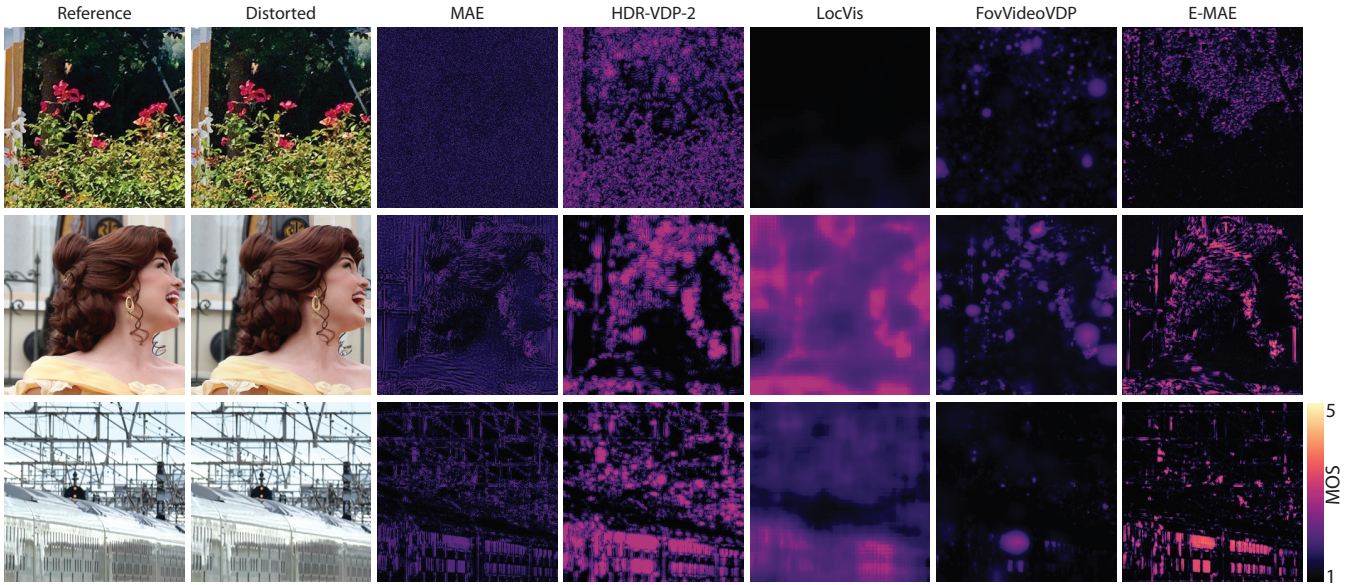 Reference Distorted MAE HDR-VDP-2 LocVis FovVideoVDP E-MAE
5
MOS
1